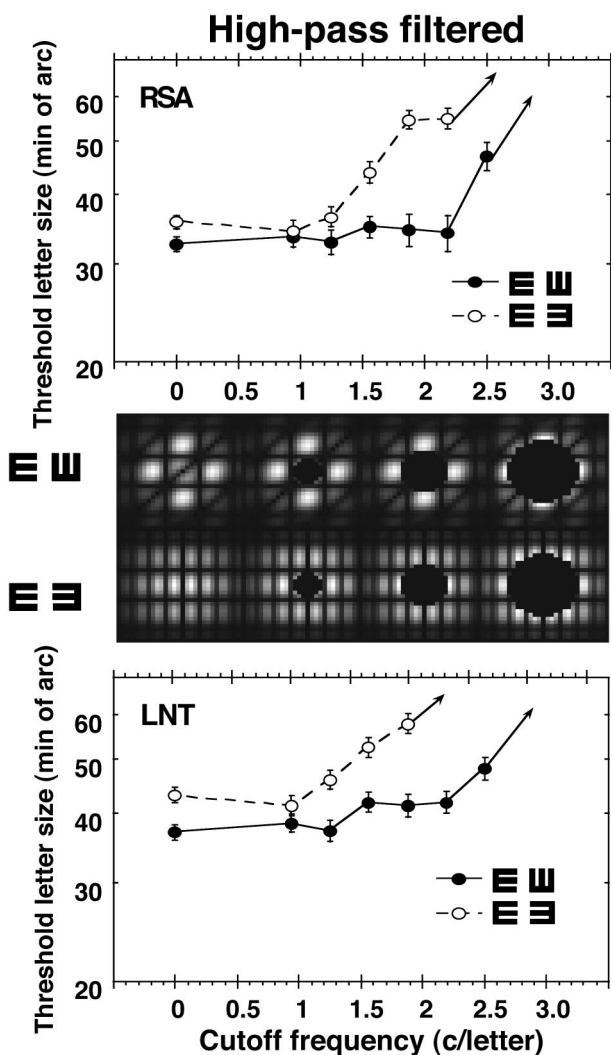 High-pass filtered
Threshold letter size (min of arc)
60
50
40
30
20
RSA
0 0.5 1 1.5 2 2.5 3.0
Threshold letter size (min of arc)
60
50
40
30
20
LNT
0 0.5 1 1.5 2 2.5 3.0
Cutoff frequency (c/letter)